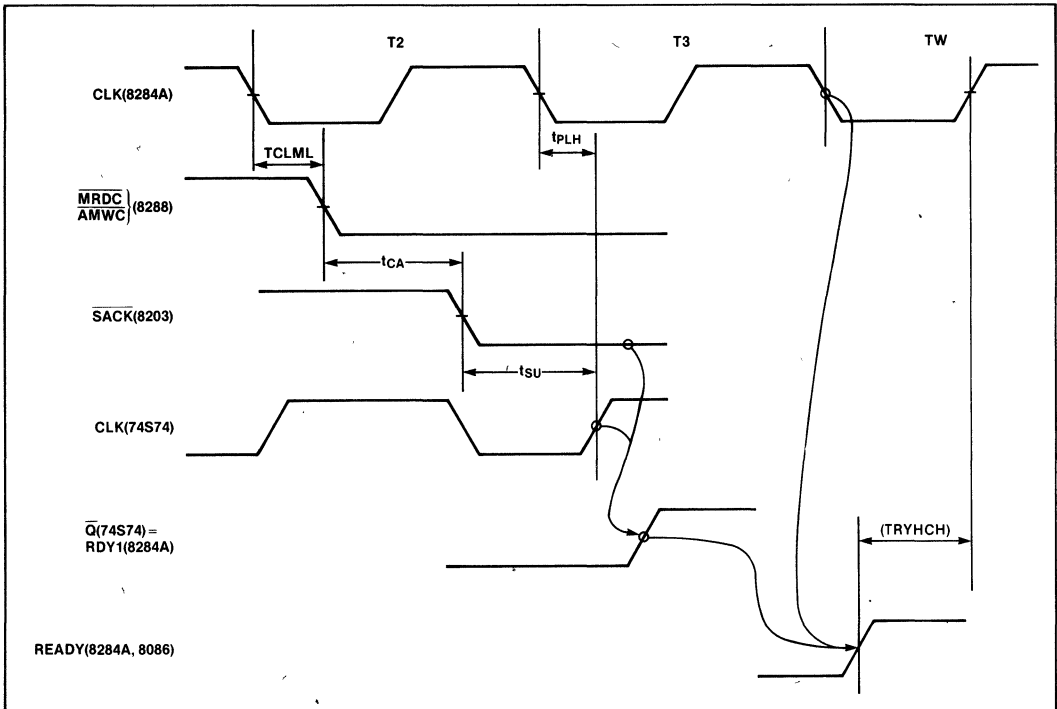 T2
T3
TW
CLK(8284A)
tPLH
TCLML
MRDC
AMWC
}(8288)
tCA
SACK(8203)
tSU
CLK(74S74)
Q(74S74) =
RDY1(8284A)
(TRYHCH)
READY(8284A, 8086)